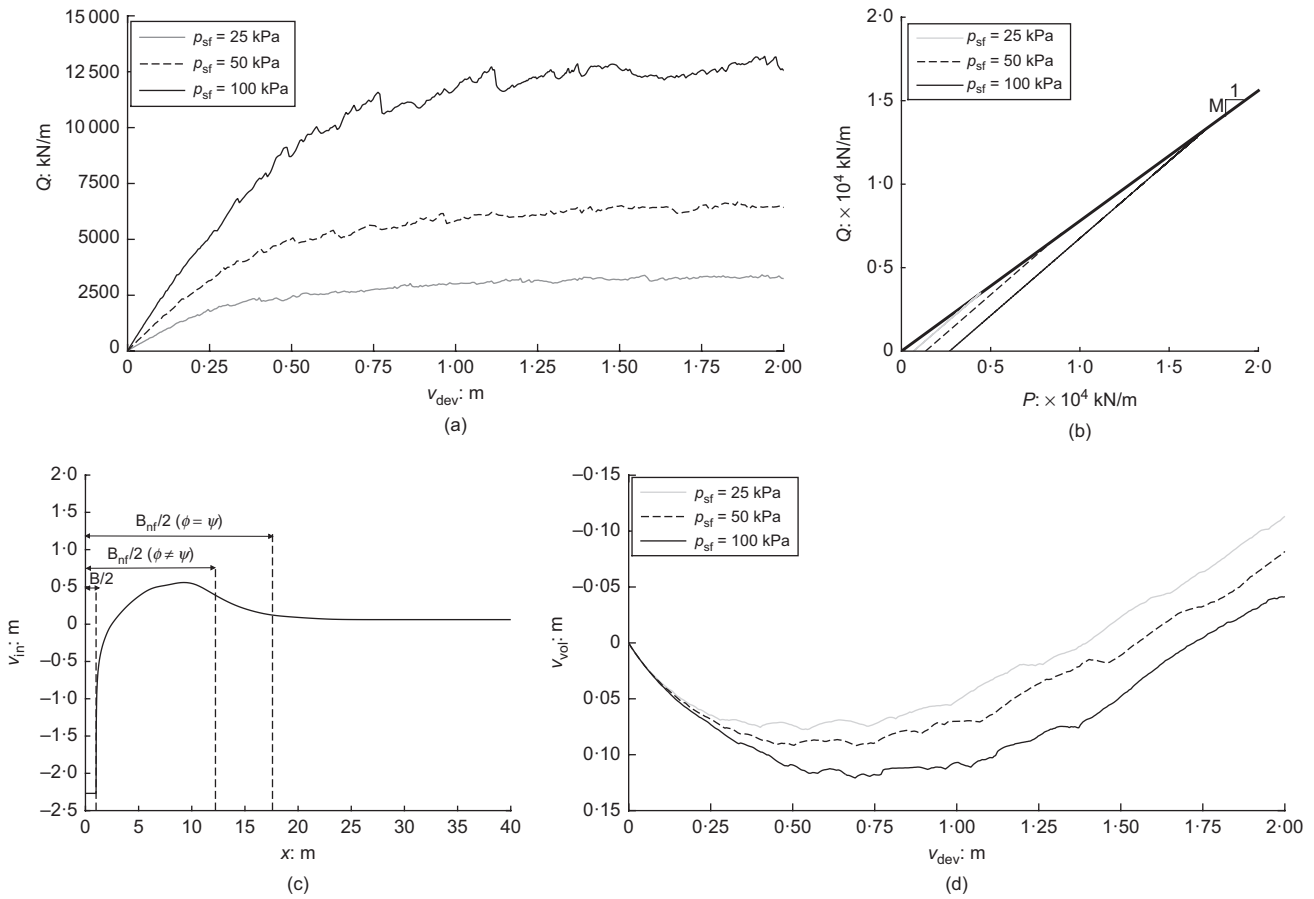 15 000
12 500
10 000
7500
5000
2500
0
Q: kN/m
p_sf = 25 kPa
p_sf = 50 kPa
p_sf = 100 kPa
0 0·25 0·50 0·75 1·00 1·25 1·50 1·75 2·00
v_dev: m
(a)
2·0
1·5
1·0
0·5
0
Q: × 10⁴ kN/m
p_sf = 25 kPa
p_sf = 50 kPa
p_sf = 100 kPa
1
M
0 0·5 1·0 1·5 2·0
P: × 10⁴ kN/m
(b)
2·0
1·5
1·0
0·5
0
–0·5
–1·0
–1·5
–2·0
–2·5
v_in: m
B_nf/2 (ϕ = ψ)
B_nf/2 (ϕ ≠ ψ)
B/2
0 5 10 15 20 25 30 35 40
x: m
(c)
–0·15
–0·10
–0·05
0
0·05
0·10
0·15
v_vol: m
p_sf = 25 kPa
p_sf = 50 kPa
p_sf = 100 kPa
0 0·25 0·50 0·75 1·00 1·25 1·50 1·75 2·00
v_dev: m
(d)